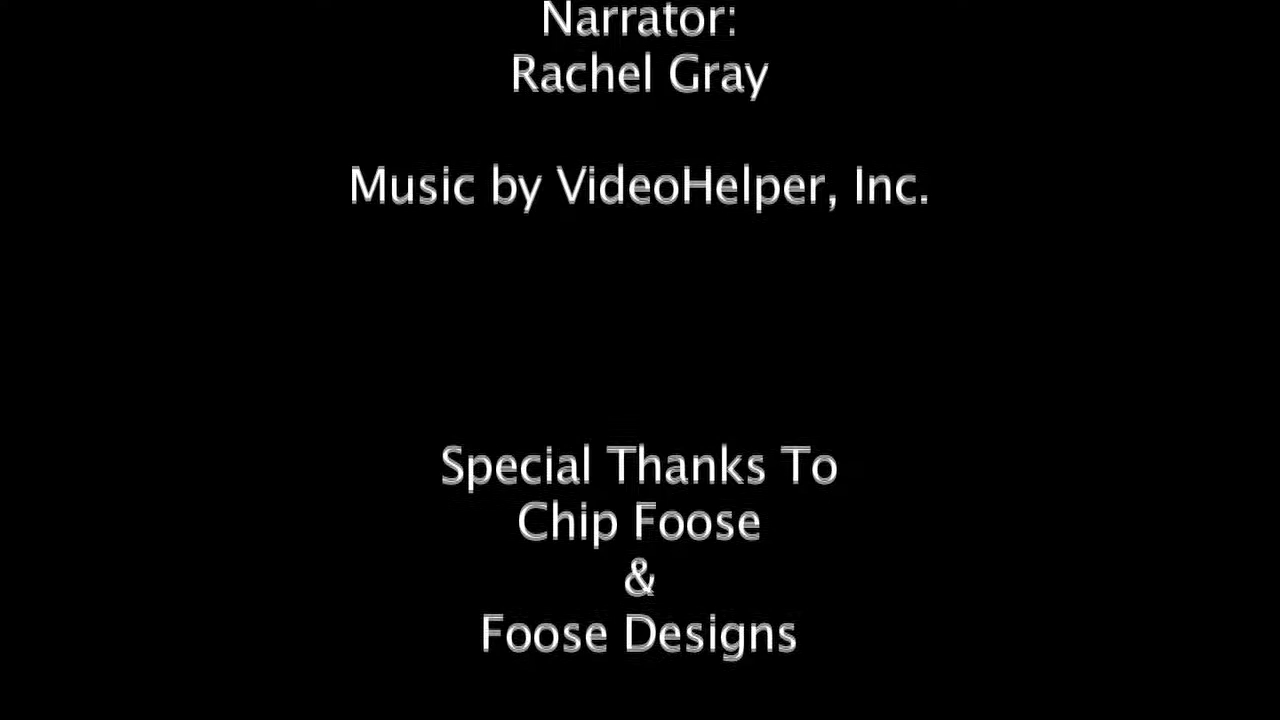 Narrator:
Rachel Gray
Music by VideoHelper, Inc.
Special Thanks To
Chip Foose
&
Foose Designs